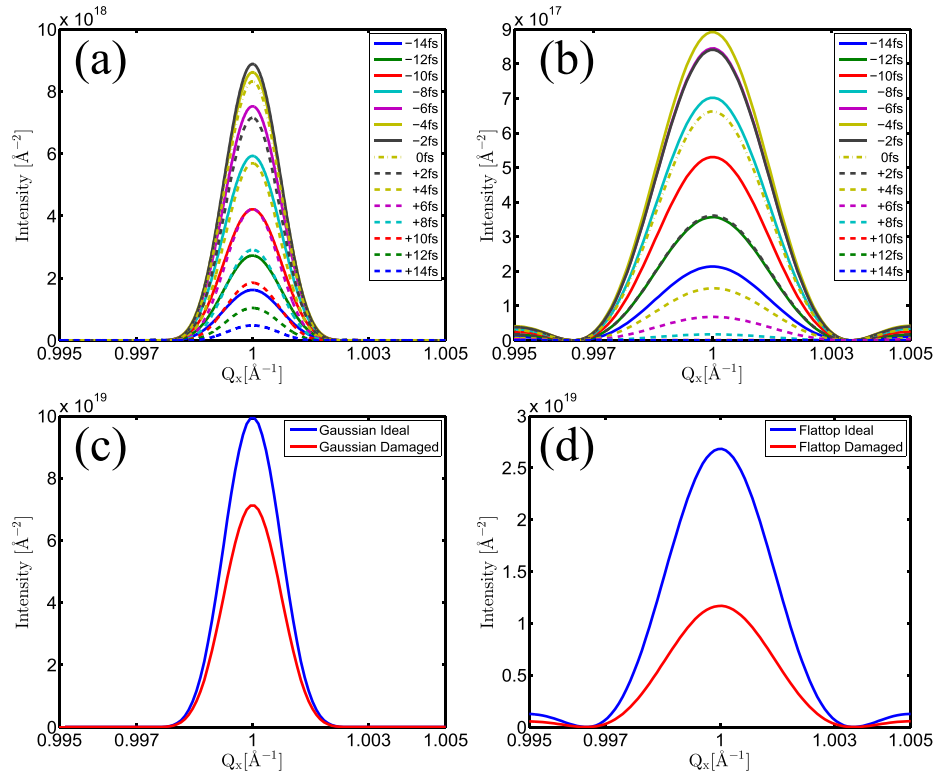 x 10^18
(a)
10
8
6
4
2
0
Intensity [Å^−2]
0.995
0.997
1
1.003
1.005
Q_x[Å^−1]
−14fs
−12fs
−10fs
−8fs
−6fs
−4fs
−2fs
0fs
+2fs
+4fs
+6fs
+8fs
+10fs
+12fs
+14fs
x 10^17
(b)
9
8
7
6
5
4
3
2
1
0
Intensity [Å^−2]
0.995
0.997
1
1.003
1.005
Q_x[Å^−1]
−14fs
−12fs
−10fs
−8fs
−6fs
−4fs
−2fs
0fs
+2fs
+4fs
+6fs
+8fs
+10fs
+12fs
+14fs
x 10^19
(c)
10
8
6
4
2
0
Intensity [Å^−2]
0.995
0.997
1
1.003
1.005
Q_x[Å^−1]
Gaussian Ideal
Gaussian Damaged
x 10^19
(d)
3
2.5
2
1.5
1
0.5
0
Intensity [Å^−2]
0.995
0.997
1
1.003
1.005
Q_x[Å^−1]
Flattop Ideal
Flattop Damaged